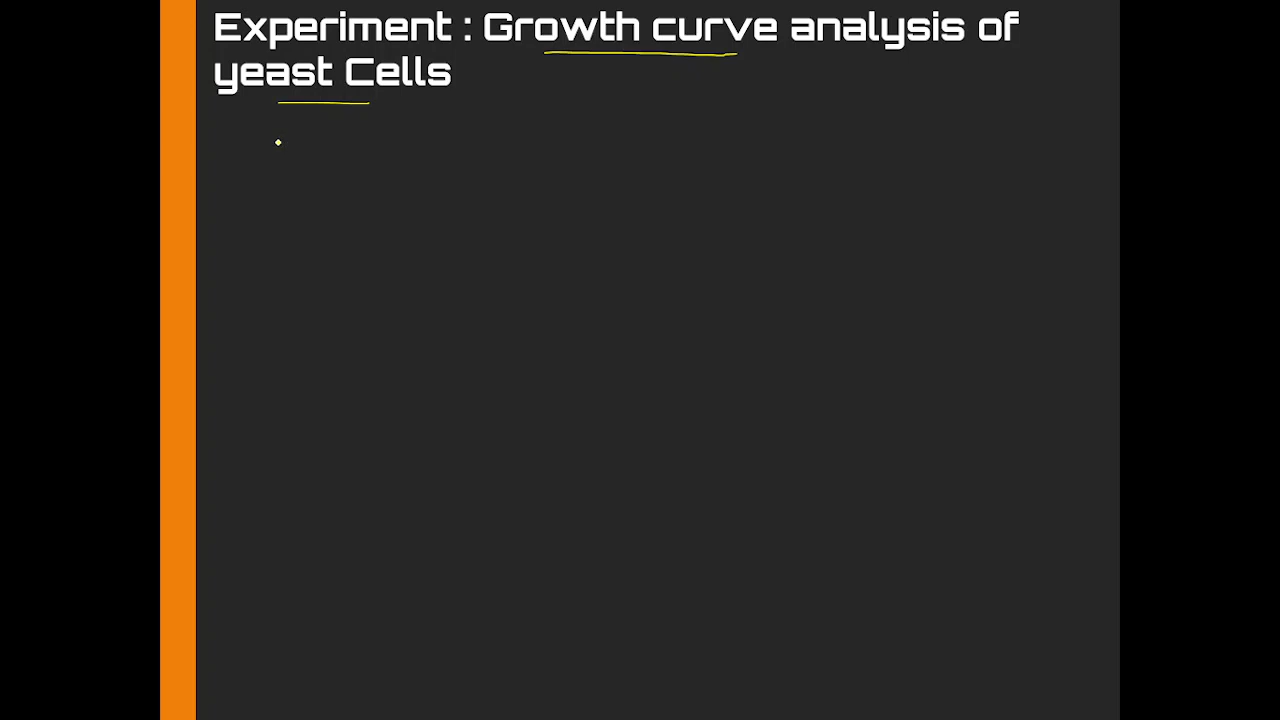 Experiment : Growth curve analysis of
yeast Cells